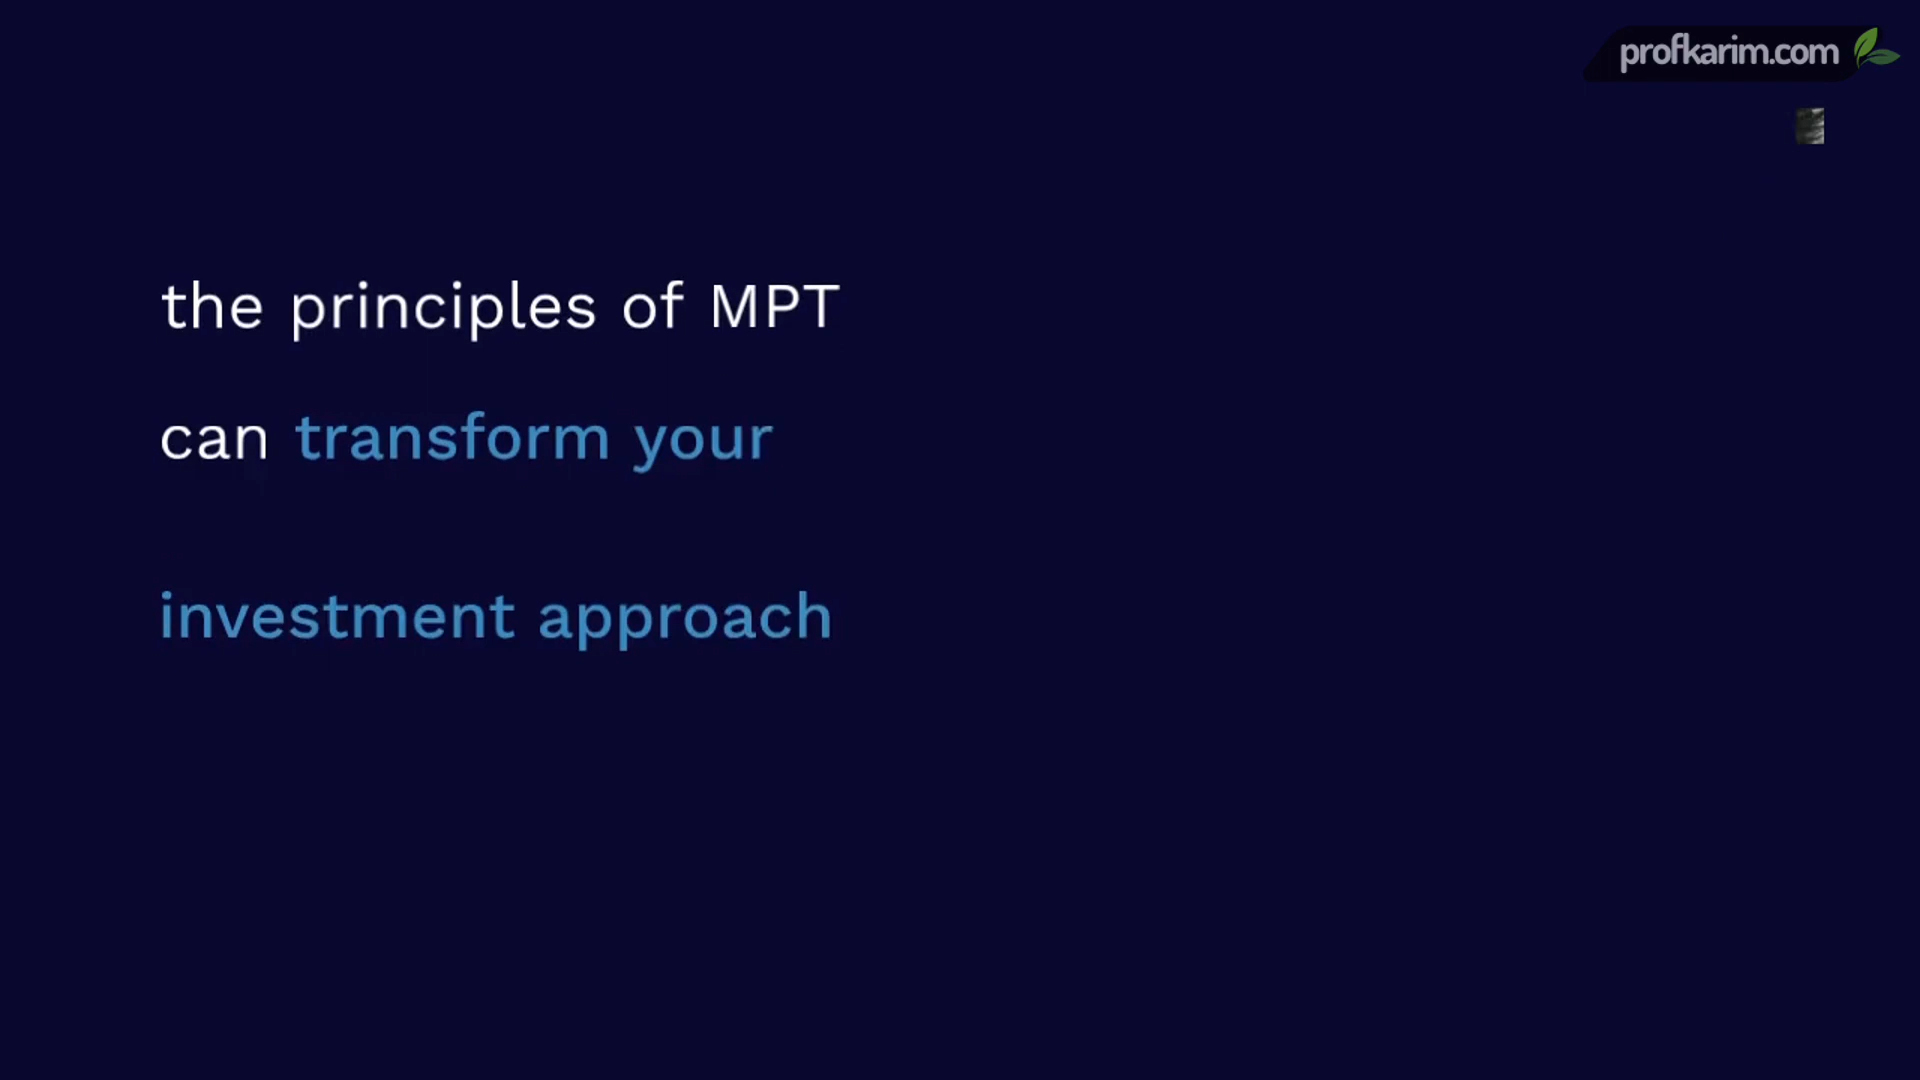 profkarim.com
the principles of MPT
can transform your
investment approach